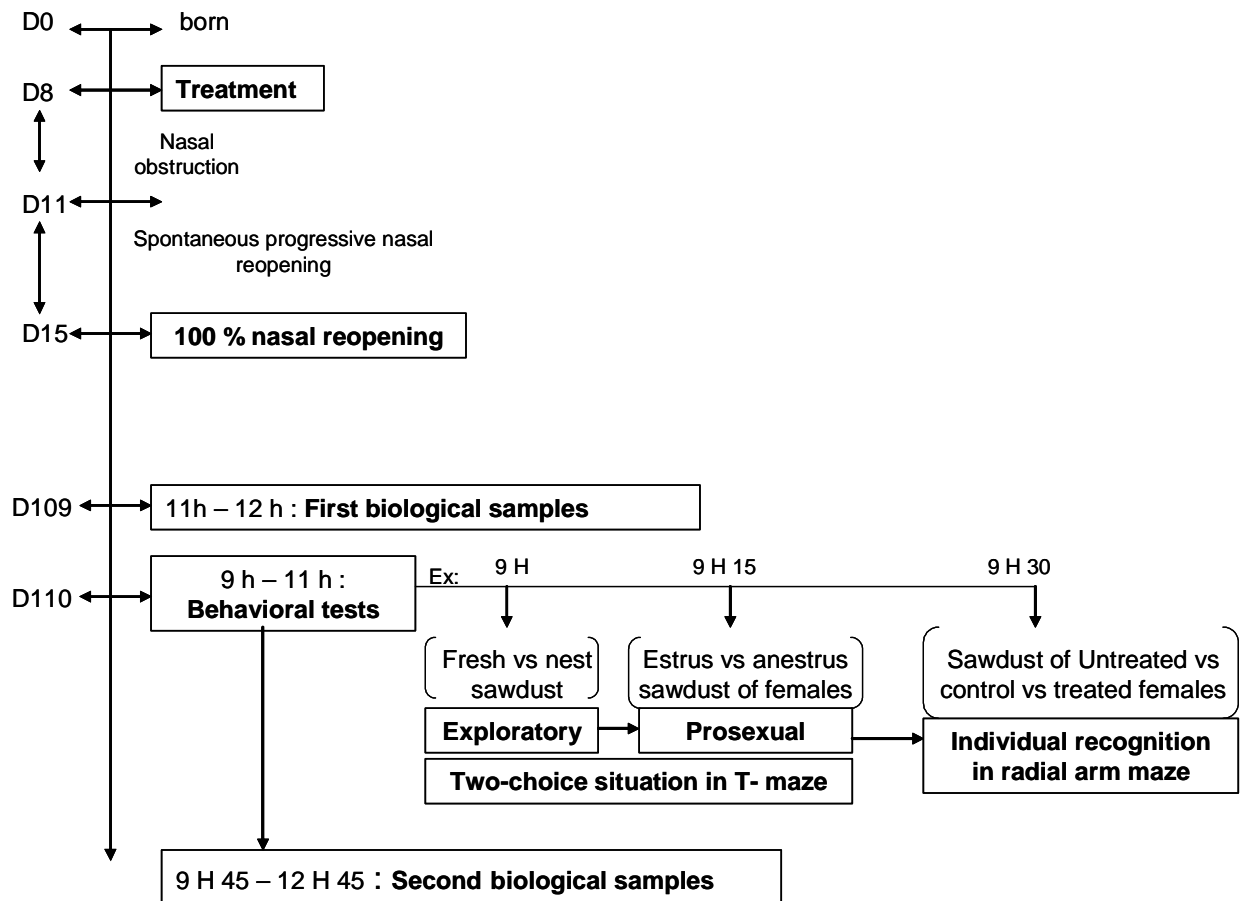 D0
born
D8
Treatment
Nasal
obstruction
D11
Spontaneous progressive nasal
reopening
D15
100 % nasal reopening
D109
11h – 12 h : First biological samples
D110
9 h – 11 h :
Behavioral tests
Ex:
9 H
9 H 15
9 H 30
Fresh vs nest
sawdust
Estrus vs anestrus
sawdust of females
Sawdust of Untreated vs
control vs treated females
Exploratory
Prosexual
Individual recognition
in radial arm maze
Two-choice situation in T- maze
9 H 45 – 12 H 45 : Second biological samples